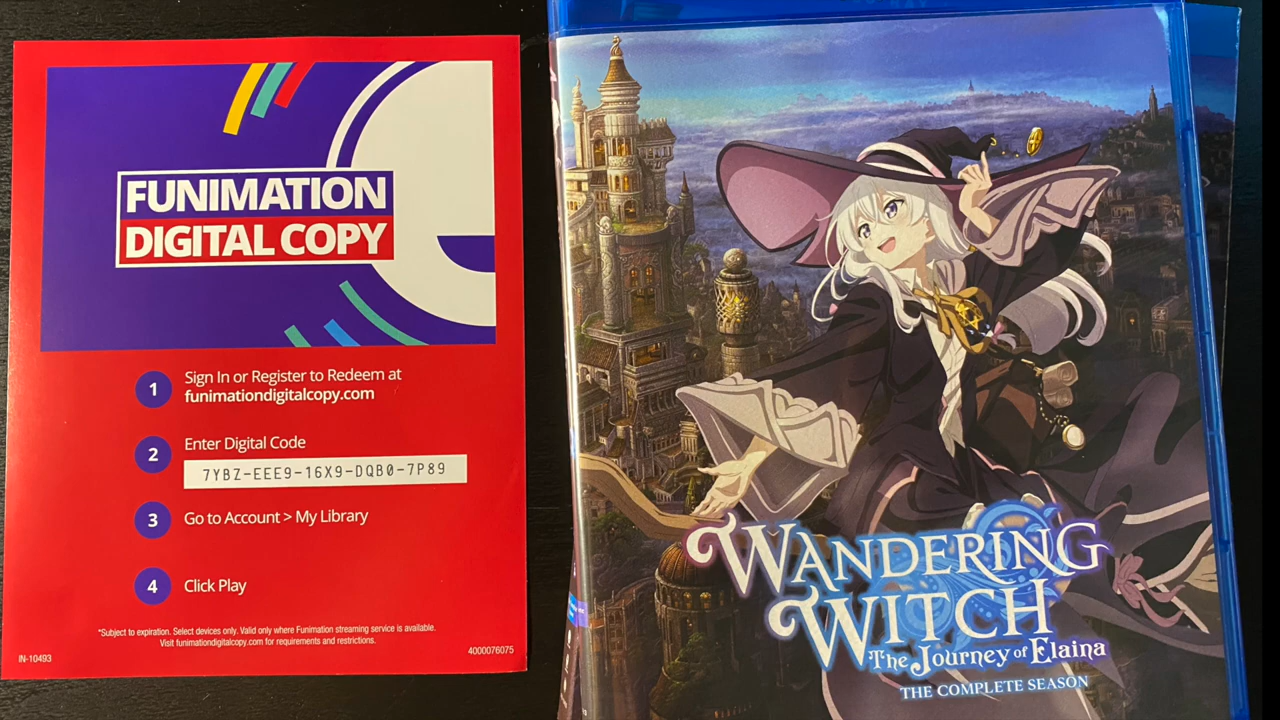 FUNIMATION
DIGITAL COPY
1
Sign In or Register to Redeem at
funimationdigitalcopy.com
2
Enter Digital Code
7YBZ-EEE9-16X9-DQB0-7P89
3
Go to Account > My Library
4
Click Play
*Subject to expiration. Select devices only. Valid only where Funimation streaming service is available.
Visit funimationdigitalcopy.com for requirements and restrictions.
IN-10493
4000076075
WANDERING
WITCH
The Journey of Elaina
THE COMPLETE SEASON